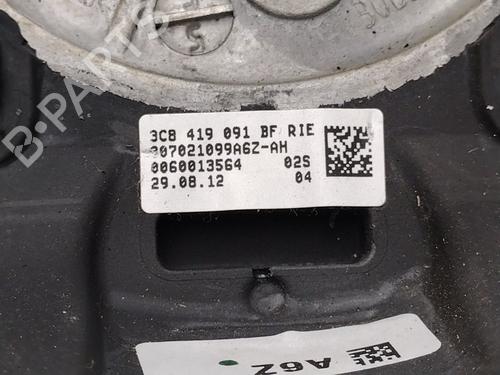 B-PARTS
3C8 419 091 BF RIE
307021099A6Z-AH
0060013564 02S
29.08.12 04
A6Z